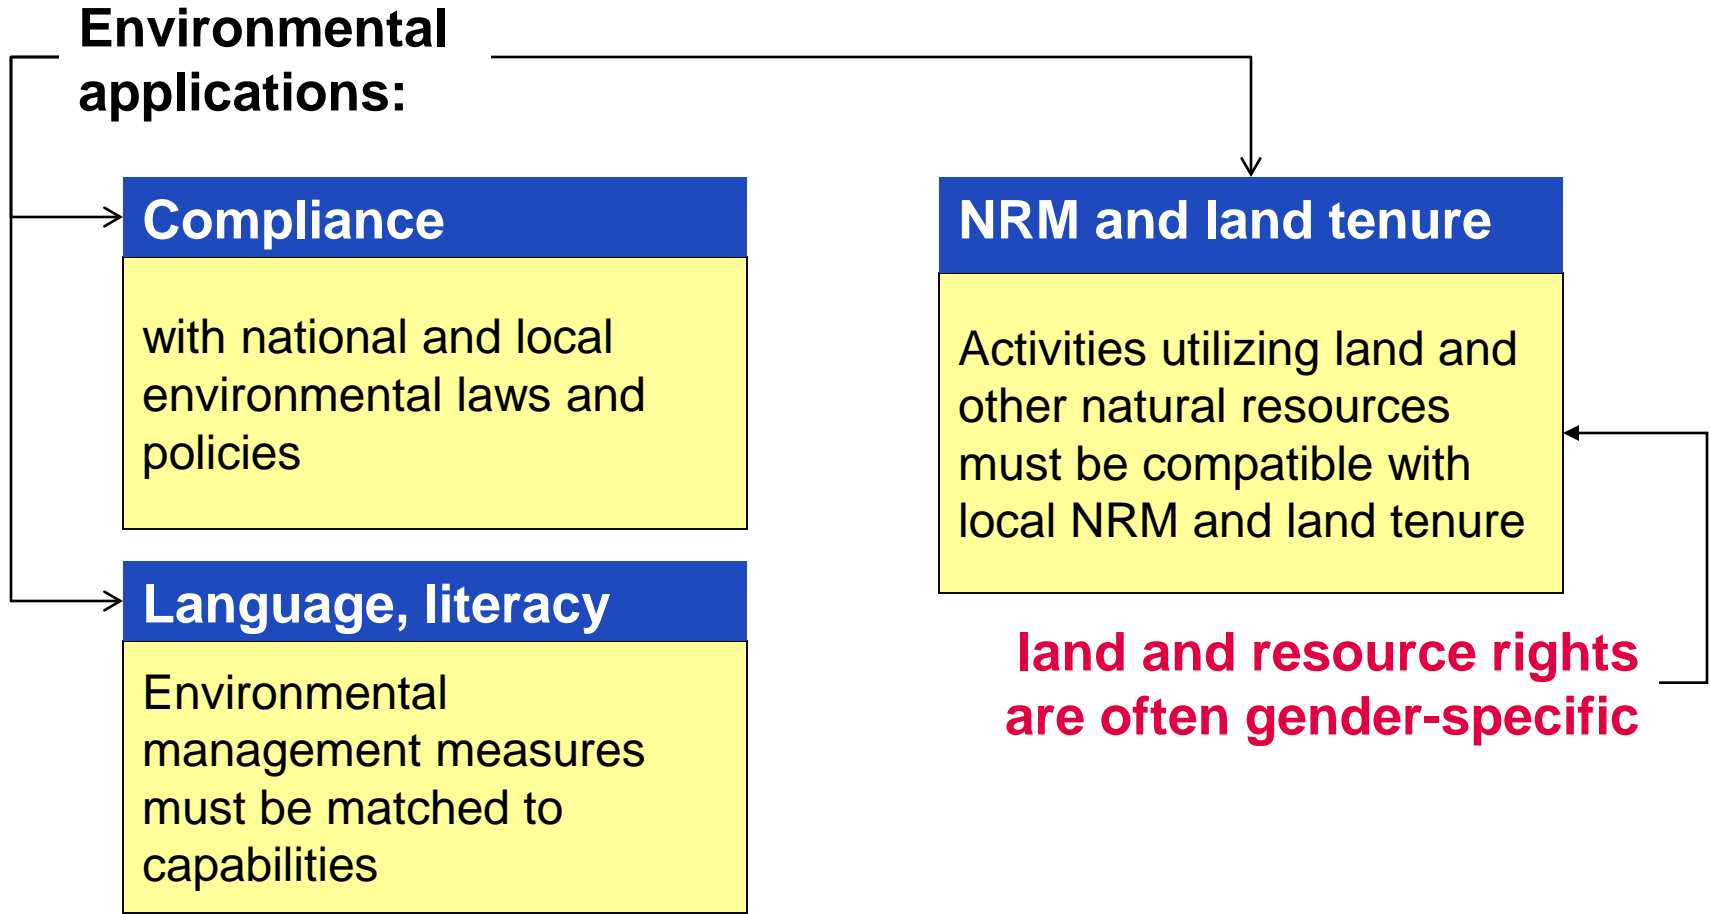 Environmental
applications:
Compliance
with national and local
environmental laws and
policies
Language, literacy
Environmental
management measures
must be matched to
capabilities
NRM and land tenure
Activities utilizing land and
other natural resources
must be compatible with
local NRM and land tenure
land and resource rights
are often gender-specific